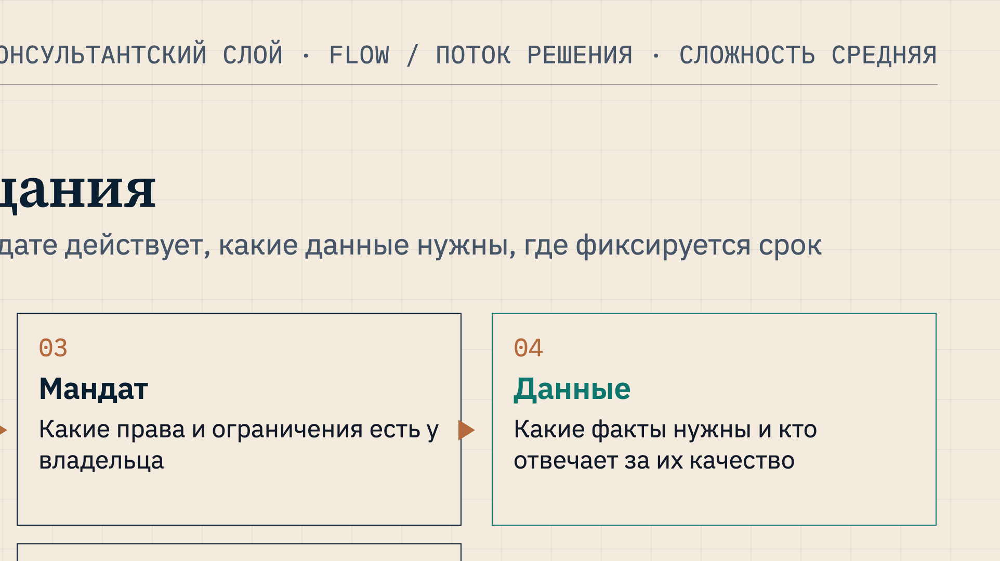 ОНСУЛЬТАНТСКИЙ СЛОЙ · FLOW / ПОТОК РЕШЕНИЯ · СЛОЖНОСТЬ СРЕДНЯЯ
дания
дате действует, какие данные нужны, где фиксируется срок
03
Мандат
Какие права и ограничения есть у
владельца
04
Данные
Какие факты нужны и кто
отвечает за их качество